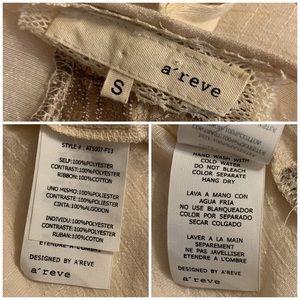 S
a'reve
STYLE #: AT1007-F13
SELF:100%POLYESTER
CONTRAST:100%POLYESTER
RIBBON:100%COTTON
UNO MISMO:100%POLYESTER
CONTRASTE:100%POLYESTER
CINTA:100%ALGODON
INDIVIDU:100%POLYESTER
CONTRASTE:100%POLYESTER
RUBAN:100%COTON
DESIGNED BY A'REVE
ETENDRE A L'OMBRE
a'reve
HAND WASH WITH
COLD WATER
DO NOT BLEACH
COLOR SEPARATE
HANG DRY
LAVA A MANO CON
AGUA FRIA
NO USE BLANQUEADOR
COLOR POR SEPARADO
SECAR COLGADO
LAVER A LA MAIN
SEPAREMENT
NE PAS JAVELLISER
ETENDRE A L'OMBRE
DESIGNED BY A'REVE
a'reve